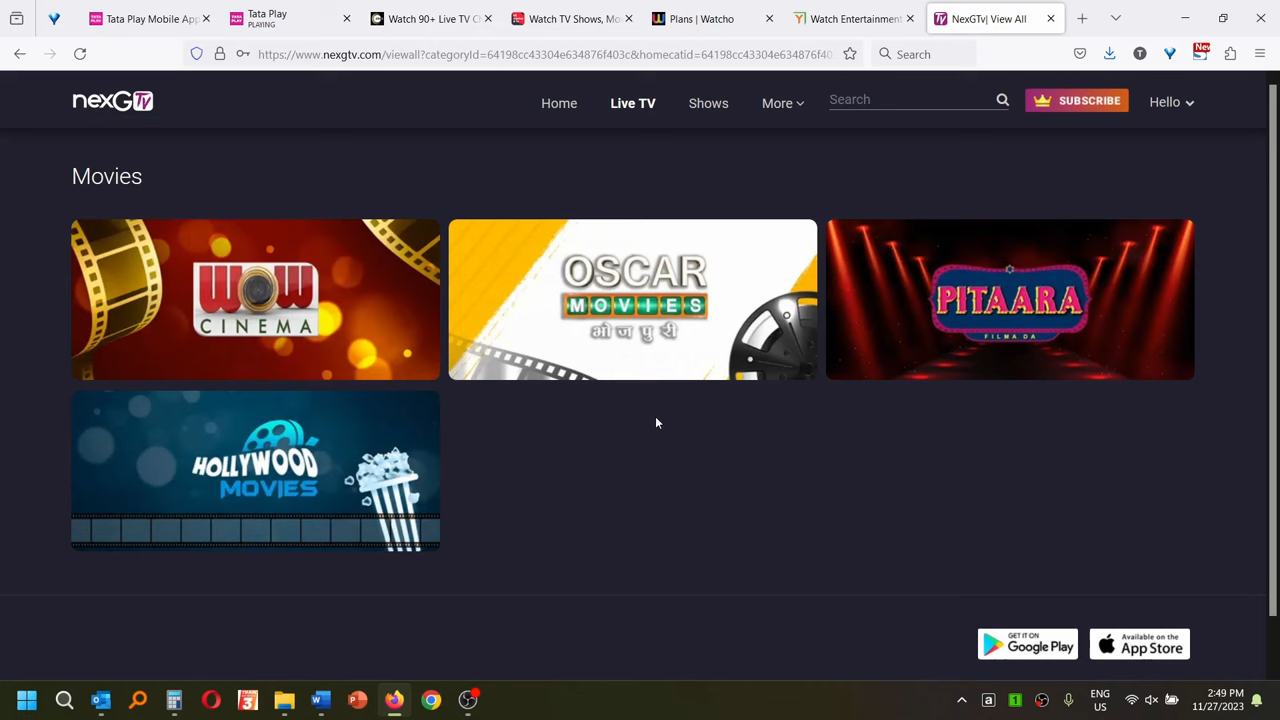 Tata Play Mobile App
Tata Play
PLAYING
Watch 90+ Live TV C
Watch TV Shows, Mo
Plans | Watcho
Watch Entertainment
NexGTv| View All
https://www.nexgtv.com/viewall?categoryId=64198cc43304e634876f403c&homecatid=64198cc43304e634876f40
Search
New
nexGTv
Home
Live TV
Shows
More
Search
SUBSCRIBE
Hello
Movies
WOW
CINEMA
OSCAR
MOVIES
भोजपुरी
PITAARA
FILMA DA
HOLLYWOOD
MOVIES
GET IT ON
Google Play
Available on the
App Store
ENG
US
2:49 PM
11/27/2023